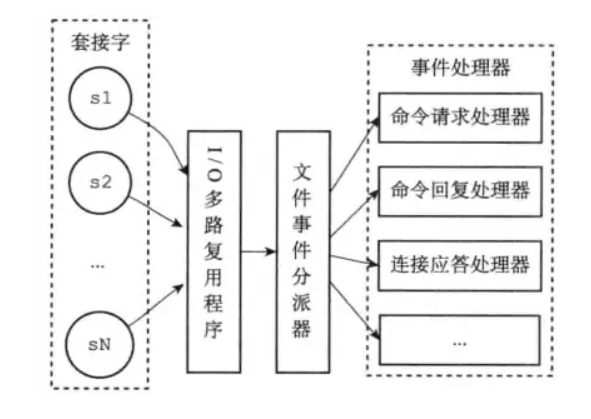 套接字
s1
s2
...
sN
I/O多路复用程序
文件事件分派器
事件处理器
命令请求处理器
命令回复处理器
连接应答处理器
...